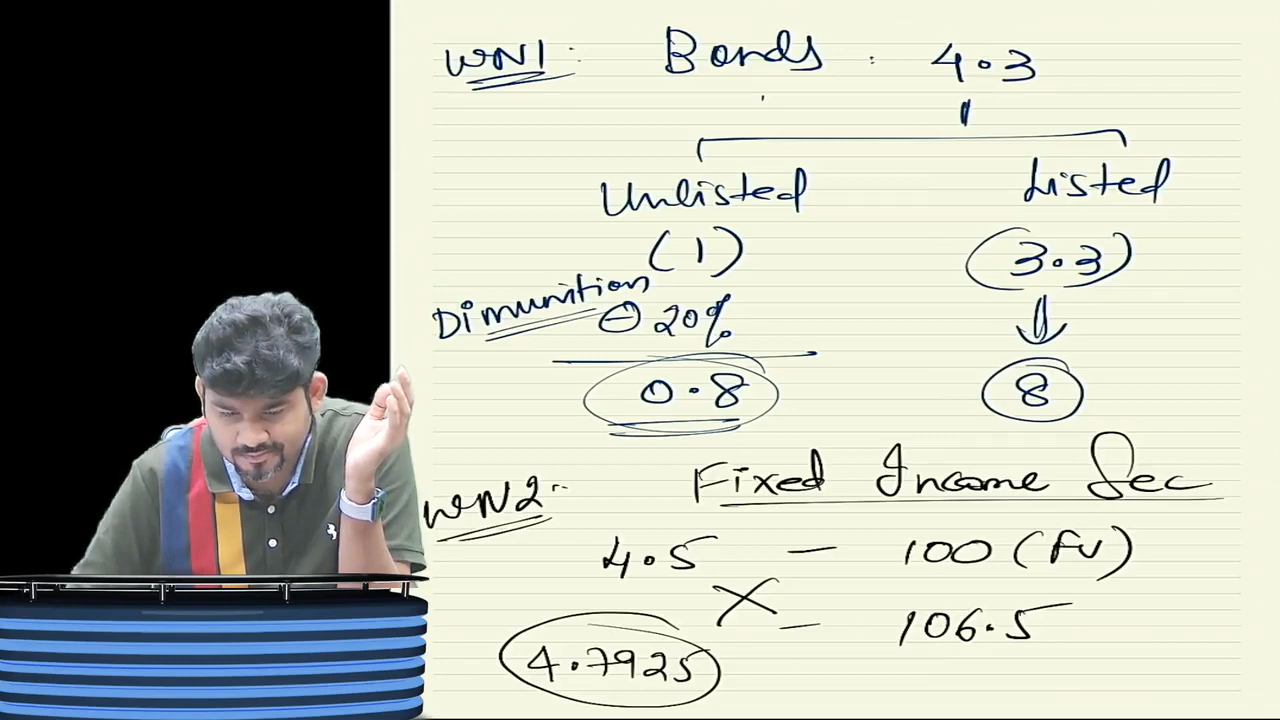 WN1: Bonds : 4.3
Unlisted Listed
(1) (3.3)
Dimunition ⊖ 20%
0.8 8
WN2:- Fixed Income Sec
4.5 — 100 (FV)
X — 106.5
4.7925